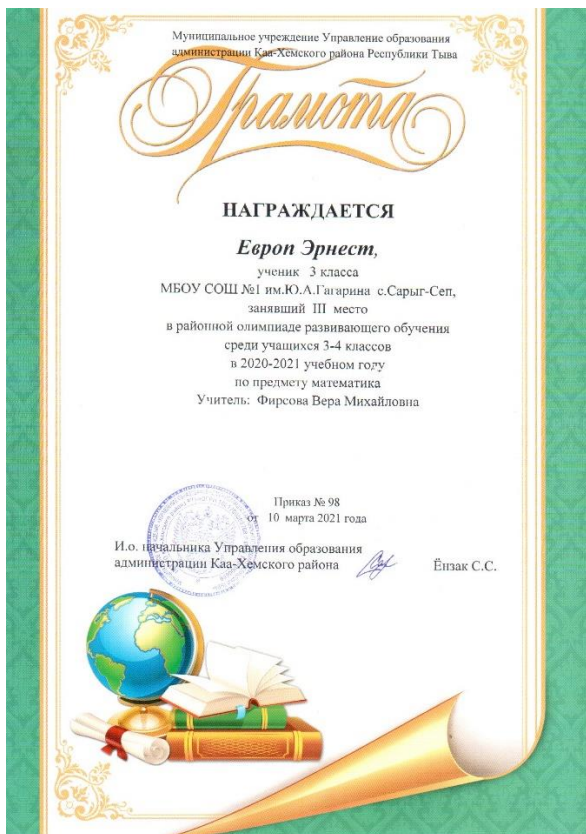 Муниципальное учреждение Управление образования
администрации Каа-Хемского района Республики Тыва
Грамота
НАГРАЖДАЕТСЯ
Европ Эрнест,
ученик 3 класса
МБОУ СОШ №1 им.Ю.А.Гагарина с.Сарыг-Сеп,
занявший III место
в районной олимпиаде развивающего обучения
среди учащихся 3-4 классов
в 2020-2021 учебном году
по предмету математика
Учитель: Фирсова Вера Михайловна
Приказ № 98
от 10 марта 2021 года
И.о. начальника Управления образования
администрации Каа-Хемского района Ёнзак С.С.